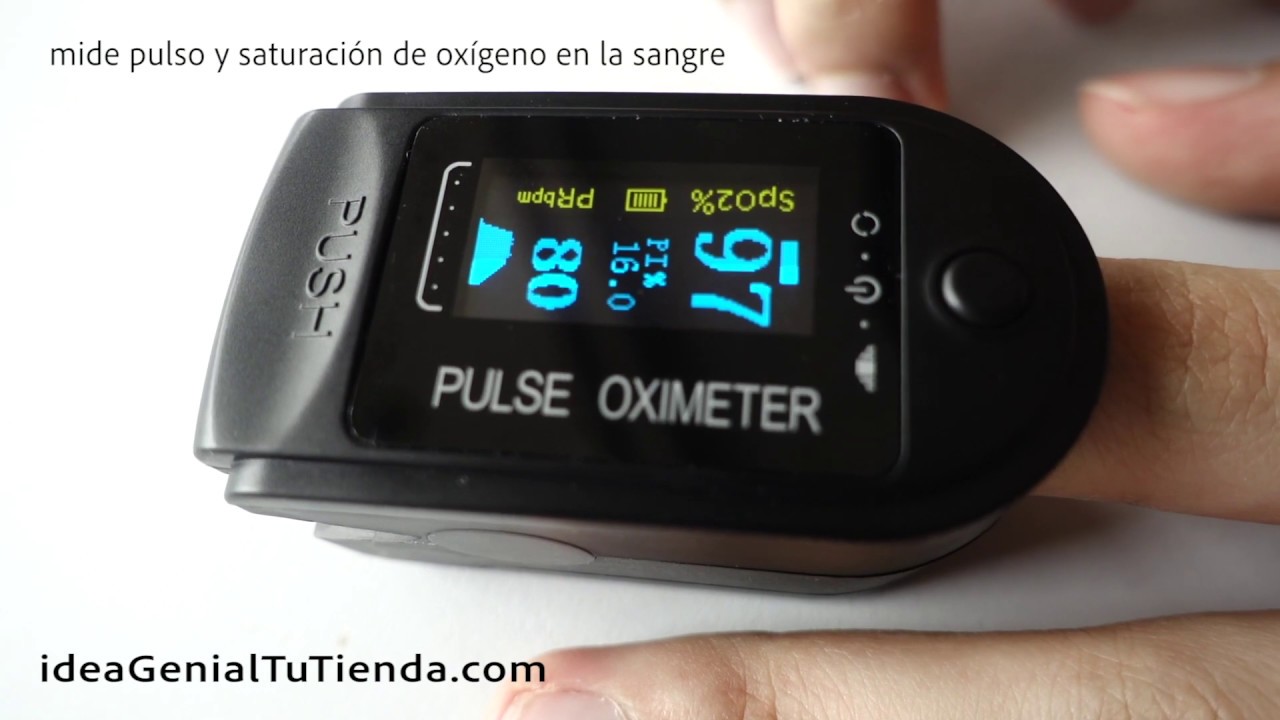 mide pulso y saturación de oxígeno en la sangre
PUSH
PRbpm
SpO2%
80
PI%
16.0
97
PULSE OXIMETER
ideaGenialTuTienda.com